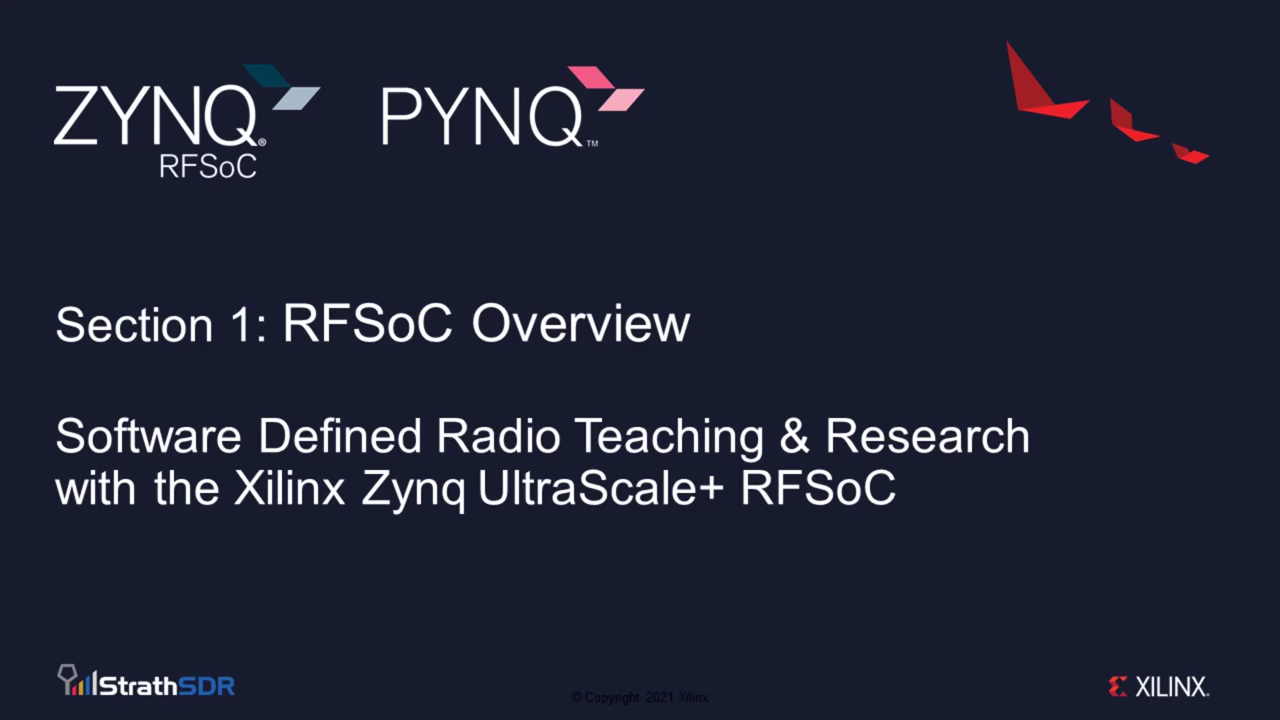 ZYNQ®
RFSoC
PYNQ™
Section 1: RFSoC Overview
Software Defined Radio Teaching & Research
with the Xilinx Zynq UltraScale+ RFSoC
StrathSDR
© Copyright 2021 Xilinx
XILINX.